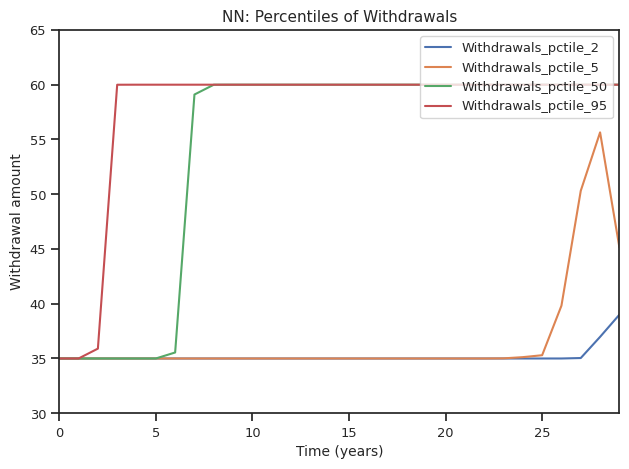 NN: Percentiles of Withdrawals
65
60
55
50
45
40
35
30
Withdrawal amount
Withdrawals_pctile_2
Withdrawals_pctile_5
Withdrawals_pctile_50
Withdrawals_pctile_95
0 5 10 15 20 25
Time (years)